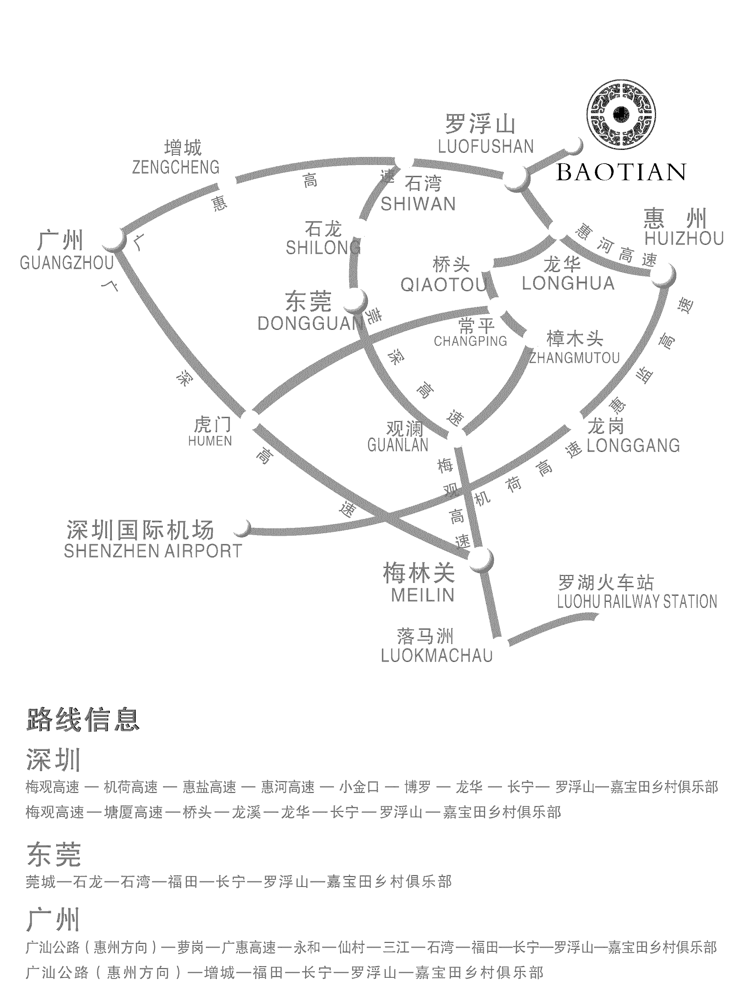 罗浮山
LUOFUSHAN
BAOTIAN
增城
ZENGCHENG
石湾
SHIWAN
广惠高速
惠 州
HUIZHOU
惠河高速
石龙
SHILONG
广州
GUANGZHOU
桥头
QIAOTOU
龙华
LONGHUA
东莞
DONGGUAN
常平
CHANGPING
樟木头
ZHANGMUTOU
莞深高速
惠监高速
广深高速
虎门
HUMEN
观澜
GUANLAN
龙岗
LONGGANG
梅观高速
机荷高速
深圳国际机场
SHENZHEN AIRPORT
梅林关
MEILIN
罗湖火车站
LUOHU RAILWAY STATION
落马洲
LUOKMACHAU
路线信息
深圳
梅观高速 — 机荷高速 — 惠盐高速 — 惠河高速 — 小金口 — 博罗 — 龙华 — 长宁— 罗浮山—嘉宝田乡村俱乐部
梅观高速—塘厦高速—桥头—龙溪—龙华—长宁—罗浮山—嘉宝田乡村俱乐部
东莞
莞城—石龙—石湾—福田—长宁—罗浮山—嘉宝田乡村俱乐部
广州
广汕公路（惠州方向）—萝岗—广惠高速—永和—仙村—三江—石湾—福田—长宁—罗浮山—嘉宝田乡村俱乐部
广汕公路（惠州方向）—增城—福田—长宁—罗浮山—嘉宝田乡村俱乐部